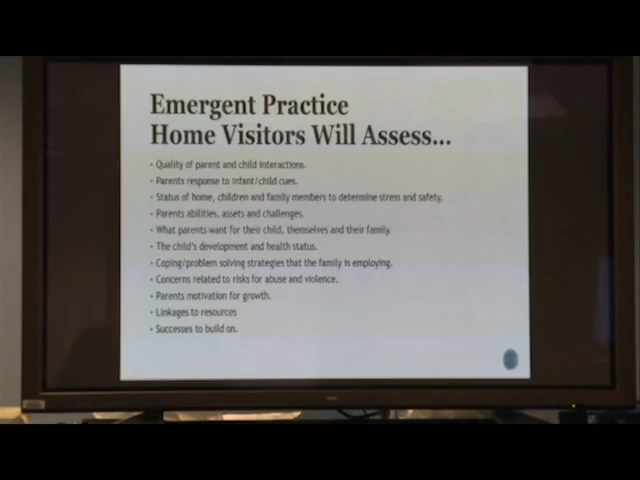 Emergent Practice
Home Visitors Will Assess...
• Quality of parent and child interactions.
• Parents response to infant/child cues.
• Status of home, children and family members to determine stress and safety.
• Parents abilities, assets and challenges.
• What parents want for their child, themselves and their family.
• The child's development and health status.
• Coping/problem solving strategies that the family is employing.
• Concerns related to risks for abuse and violence.
• Parents motivation for growth.
• Linkages to resources
• Successes to build on.